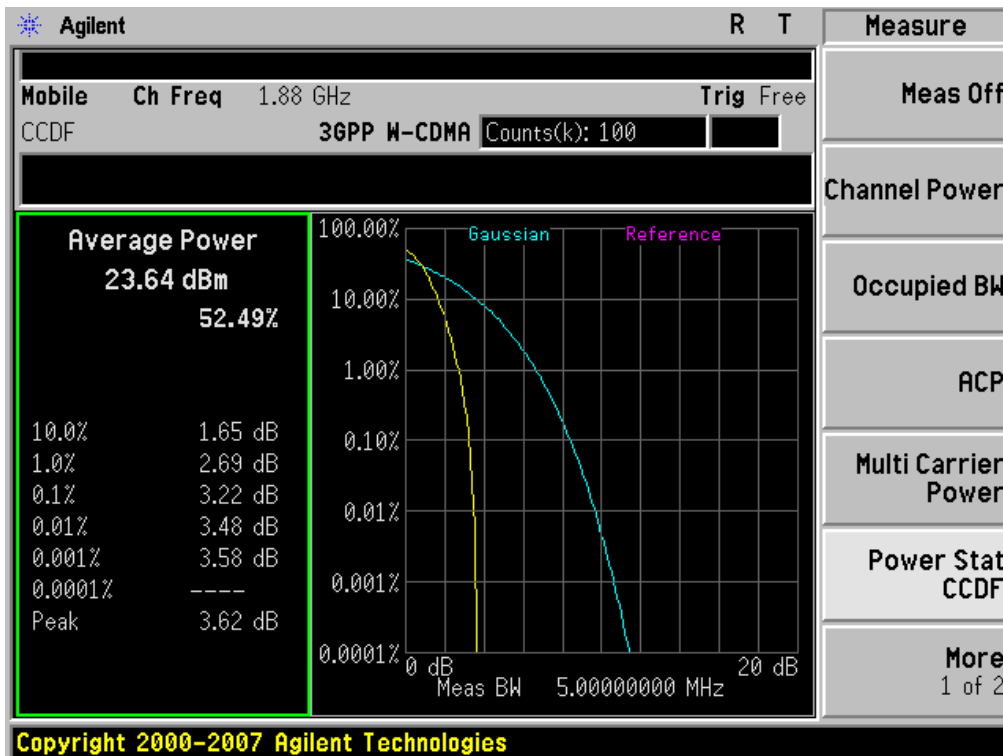 Agilent R T
Measure
Mobile Ch Freq 1.88 GHz Trig Free
CCDF 3GPP W-CDMA Counts(k): 100
Average Power
23.64 dBm
52.49%
10.0% 1.65 dB
1.0% 2.69 dB
0.1% 3.22 dB
0.01% 3.48 dB
0.001% 3.58 dB
0.0001% ----
Peak 3.62 dB
Gaussian Reference
100.00%
10.00%
1.00%
0.10%
0.01%
0.001%
0.0001%
0 dB 20 dB
Meas BW 5.00000000 MHz
Meas Off
Channel Power
Occupied BW
ACP
Multi Carrier
Power
Power Stat
CCDF
More
1 of 2
Copyright 2000-2007 Agilent Technologies